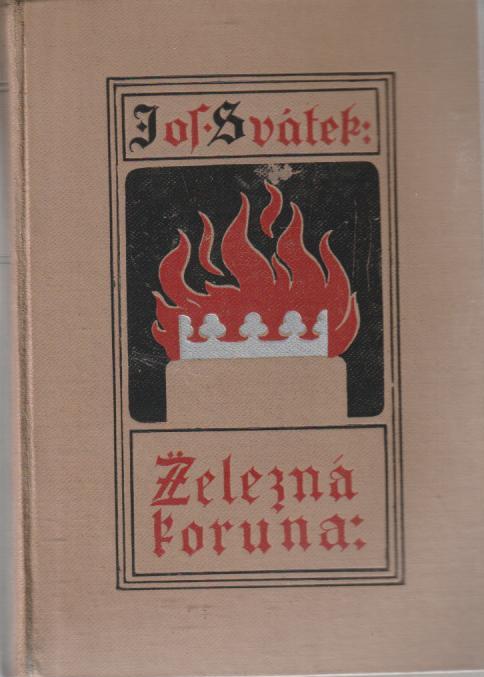 Jos. Svátek:
Železná
koruna: